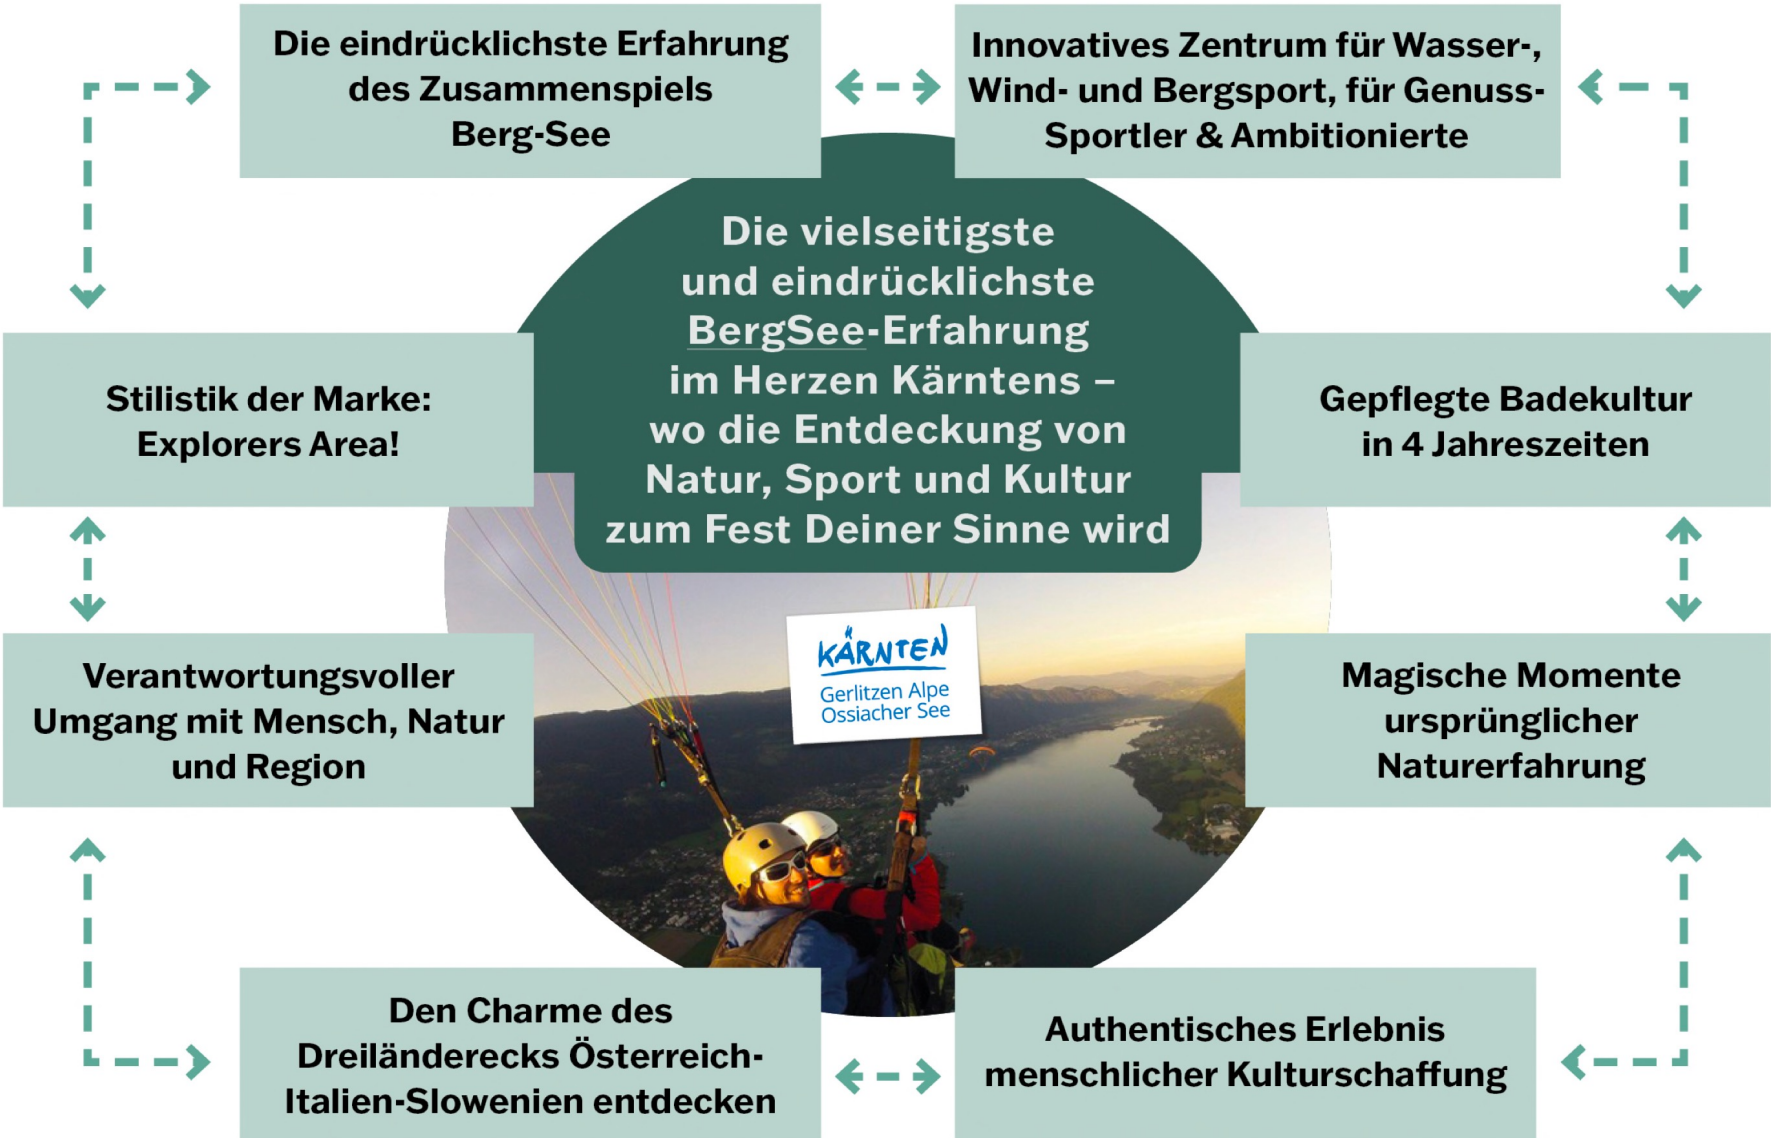 Die eindrücklichste Erfahrung
des Zusammenspiels
Berg-See
Innovatives Zentrum für Wasser-,
Wind- und Bergsport, für Genuss-
Sportler & Ambitionierte
Die vielseitigste
und eindrücklichste
BergSee-Erfahrung
im Herzen Kärntens –
wo die Entdeckung von
Natur, Sport und Kultur
zum Fest Deiner Sinne wird
Stilistik der Marke:
Explorers Area!
Gepflegte Badekultur
in 4 Jahreszeiten
KÄRNTEN
Gerlitzen Alpe
Ossiacher See
Verantwortungsvoller
Umgang mit Mensch, Natur
und Region
Magische Momente
ursprünglicher
Naturerfahrung
Den Charme des
Dreiländerecks Österreich-
Italien-Slowenien entdecken
Authentisches Erlebnis
menschlicher Kulturschaffung